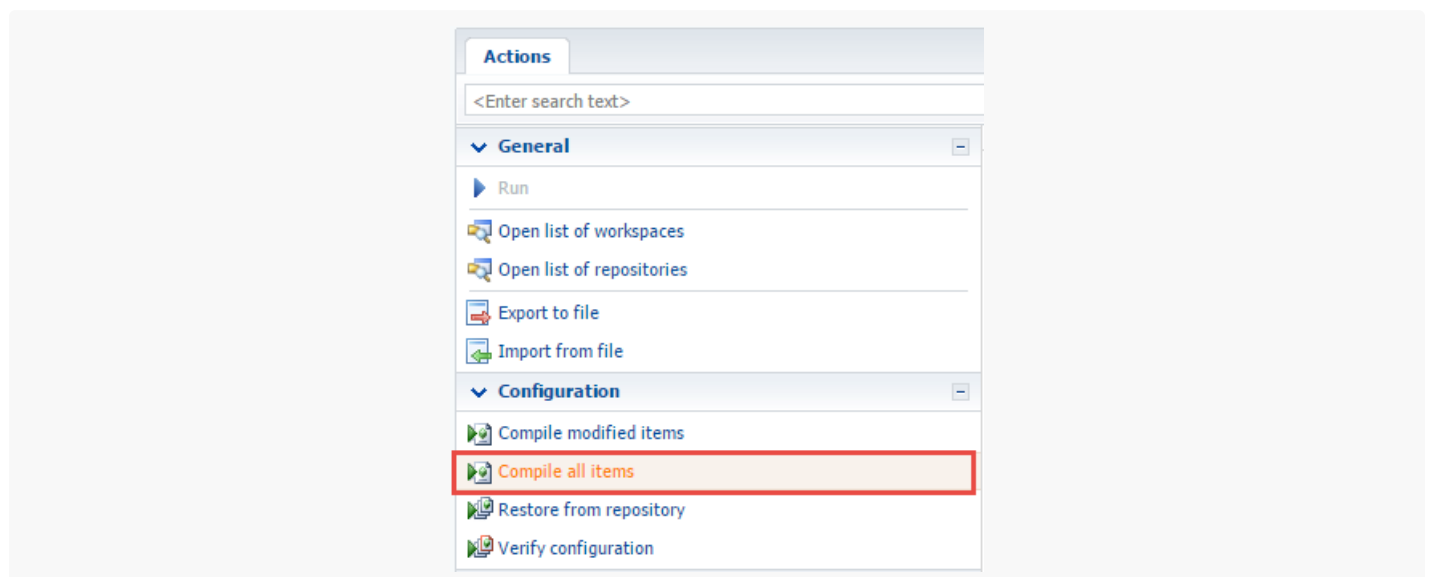 Actions
<Enter search text>
General
Run
Open list of workspaces
Open list of repositories
Export to file
Import from file
Configuration
Compile modified items
Compile all items
Restore from repository
Verify configuration